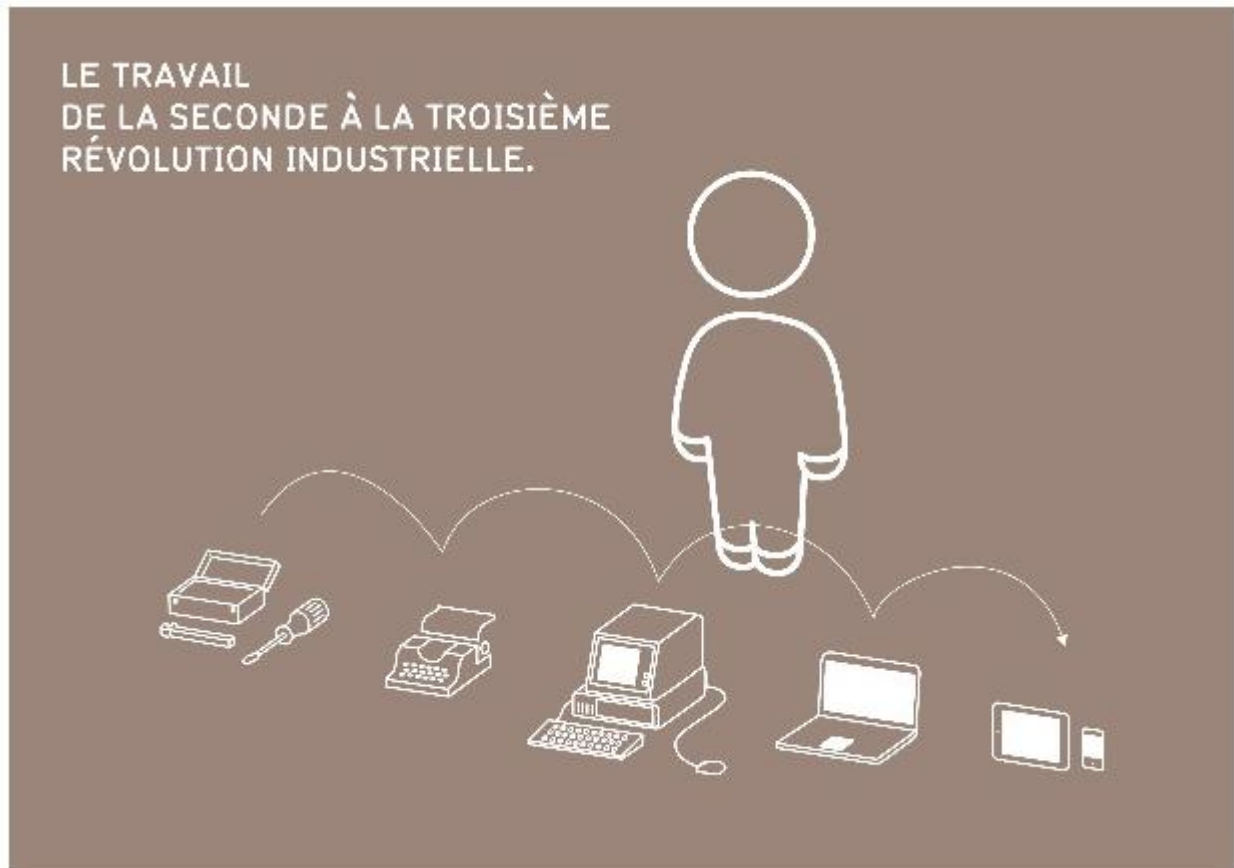 LE TRAVAIL
DE LA SECONDE À LA TROISIÈME
RÉVOLUTION INDUSTRIELLE.